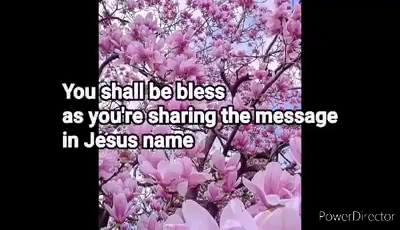 You shall be bless
as you're sharing the message
in Jesus name
PowerDirector